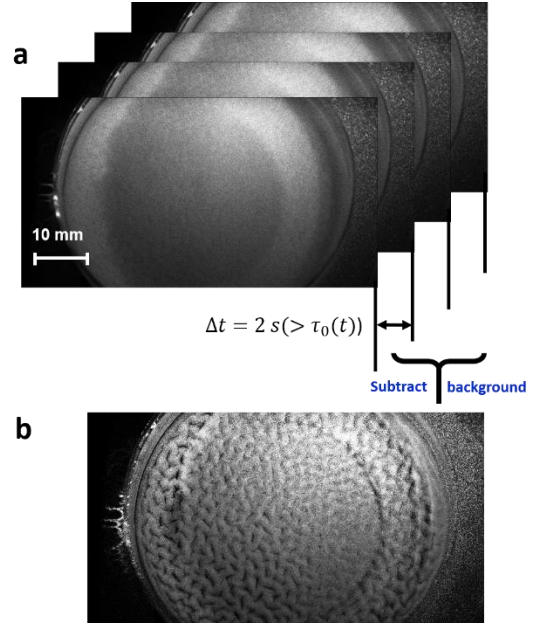 a
10 mm
Δt = 2 s(> τ₀(t))
Subtract background
b